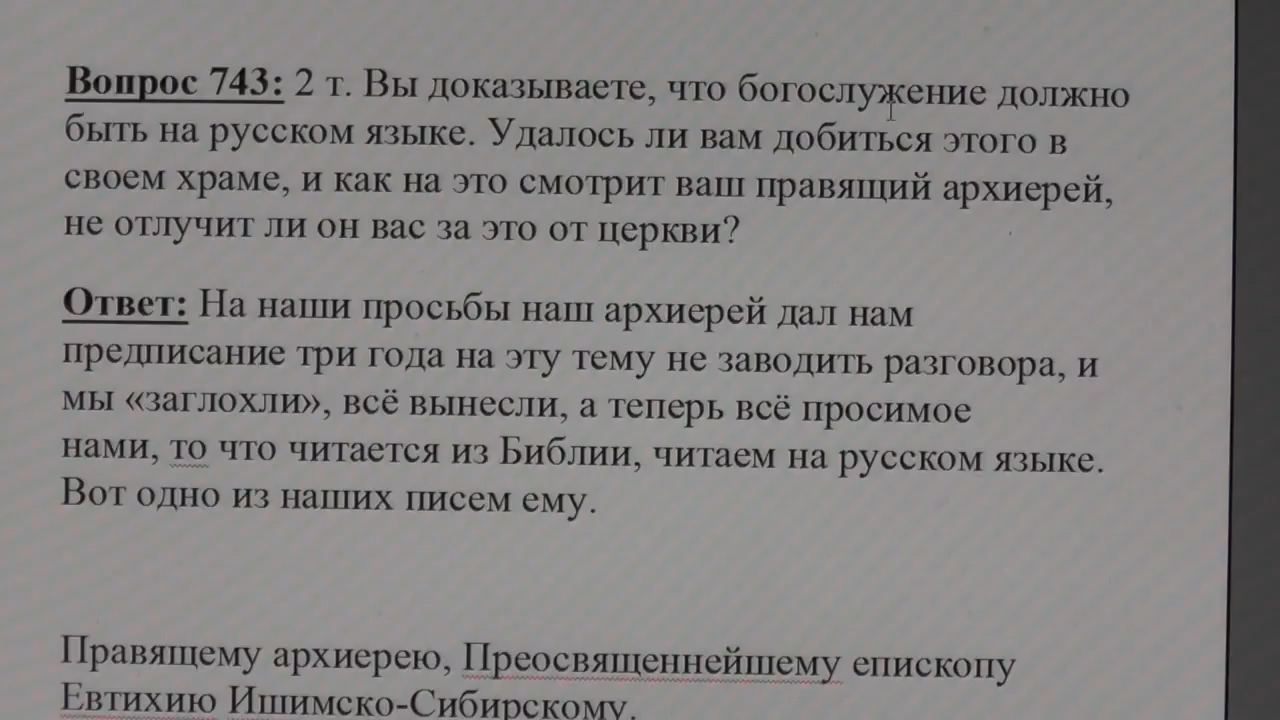 Вопрос 743: 2 т. Вы доказываете, что богослужение должно
быть на русском языке. Удалось ли вам добиться этого в
своем храме, и как на это смотрит ваш правящий архиерей,
не отлучит ли он вас за это от церкви?
Ответ: На наши просьбы наш архиерей дал нам
предписание три года на эту тему не заводить разговора, и
мы «заглохли», всё вынесли, а теперь всё просимое
нами, то что читается из Библии, читаем на русском языке.
Вот одно из наших писем ему.
Правящему архиерею, Преосвященнейшему епископу
Евтихию Ишимско-Сибирскому.